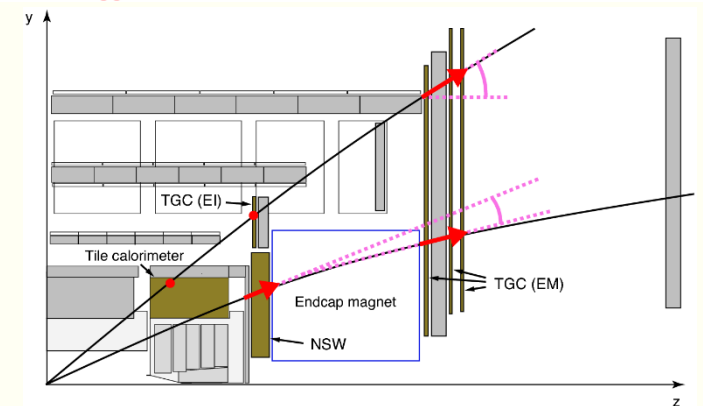 y
TGC (EI)
Tile calorimeter
Endcap magnet
TGC (EM)
NSW
z